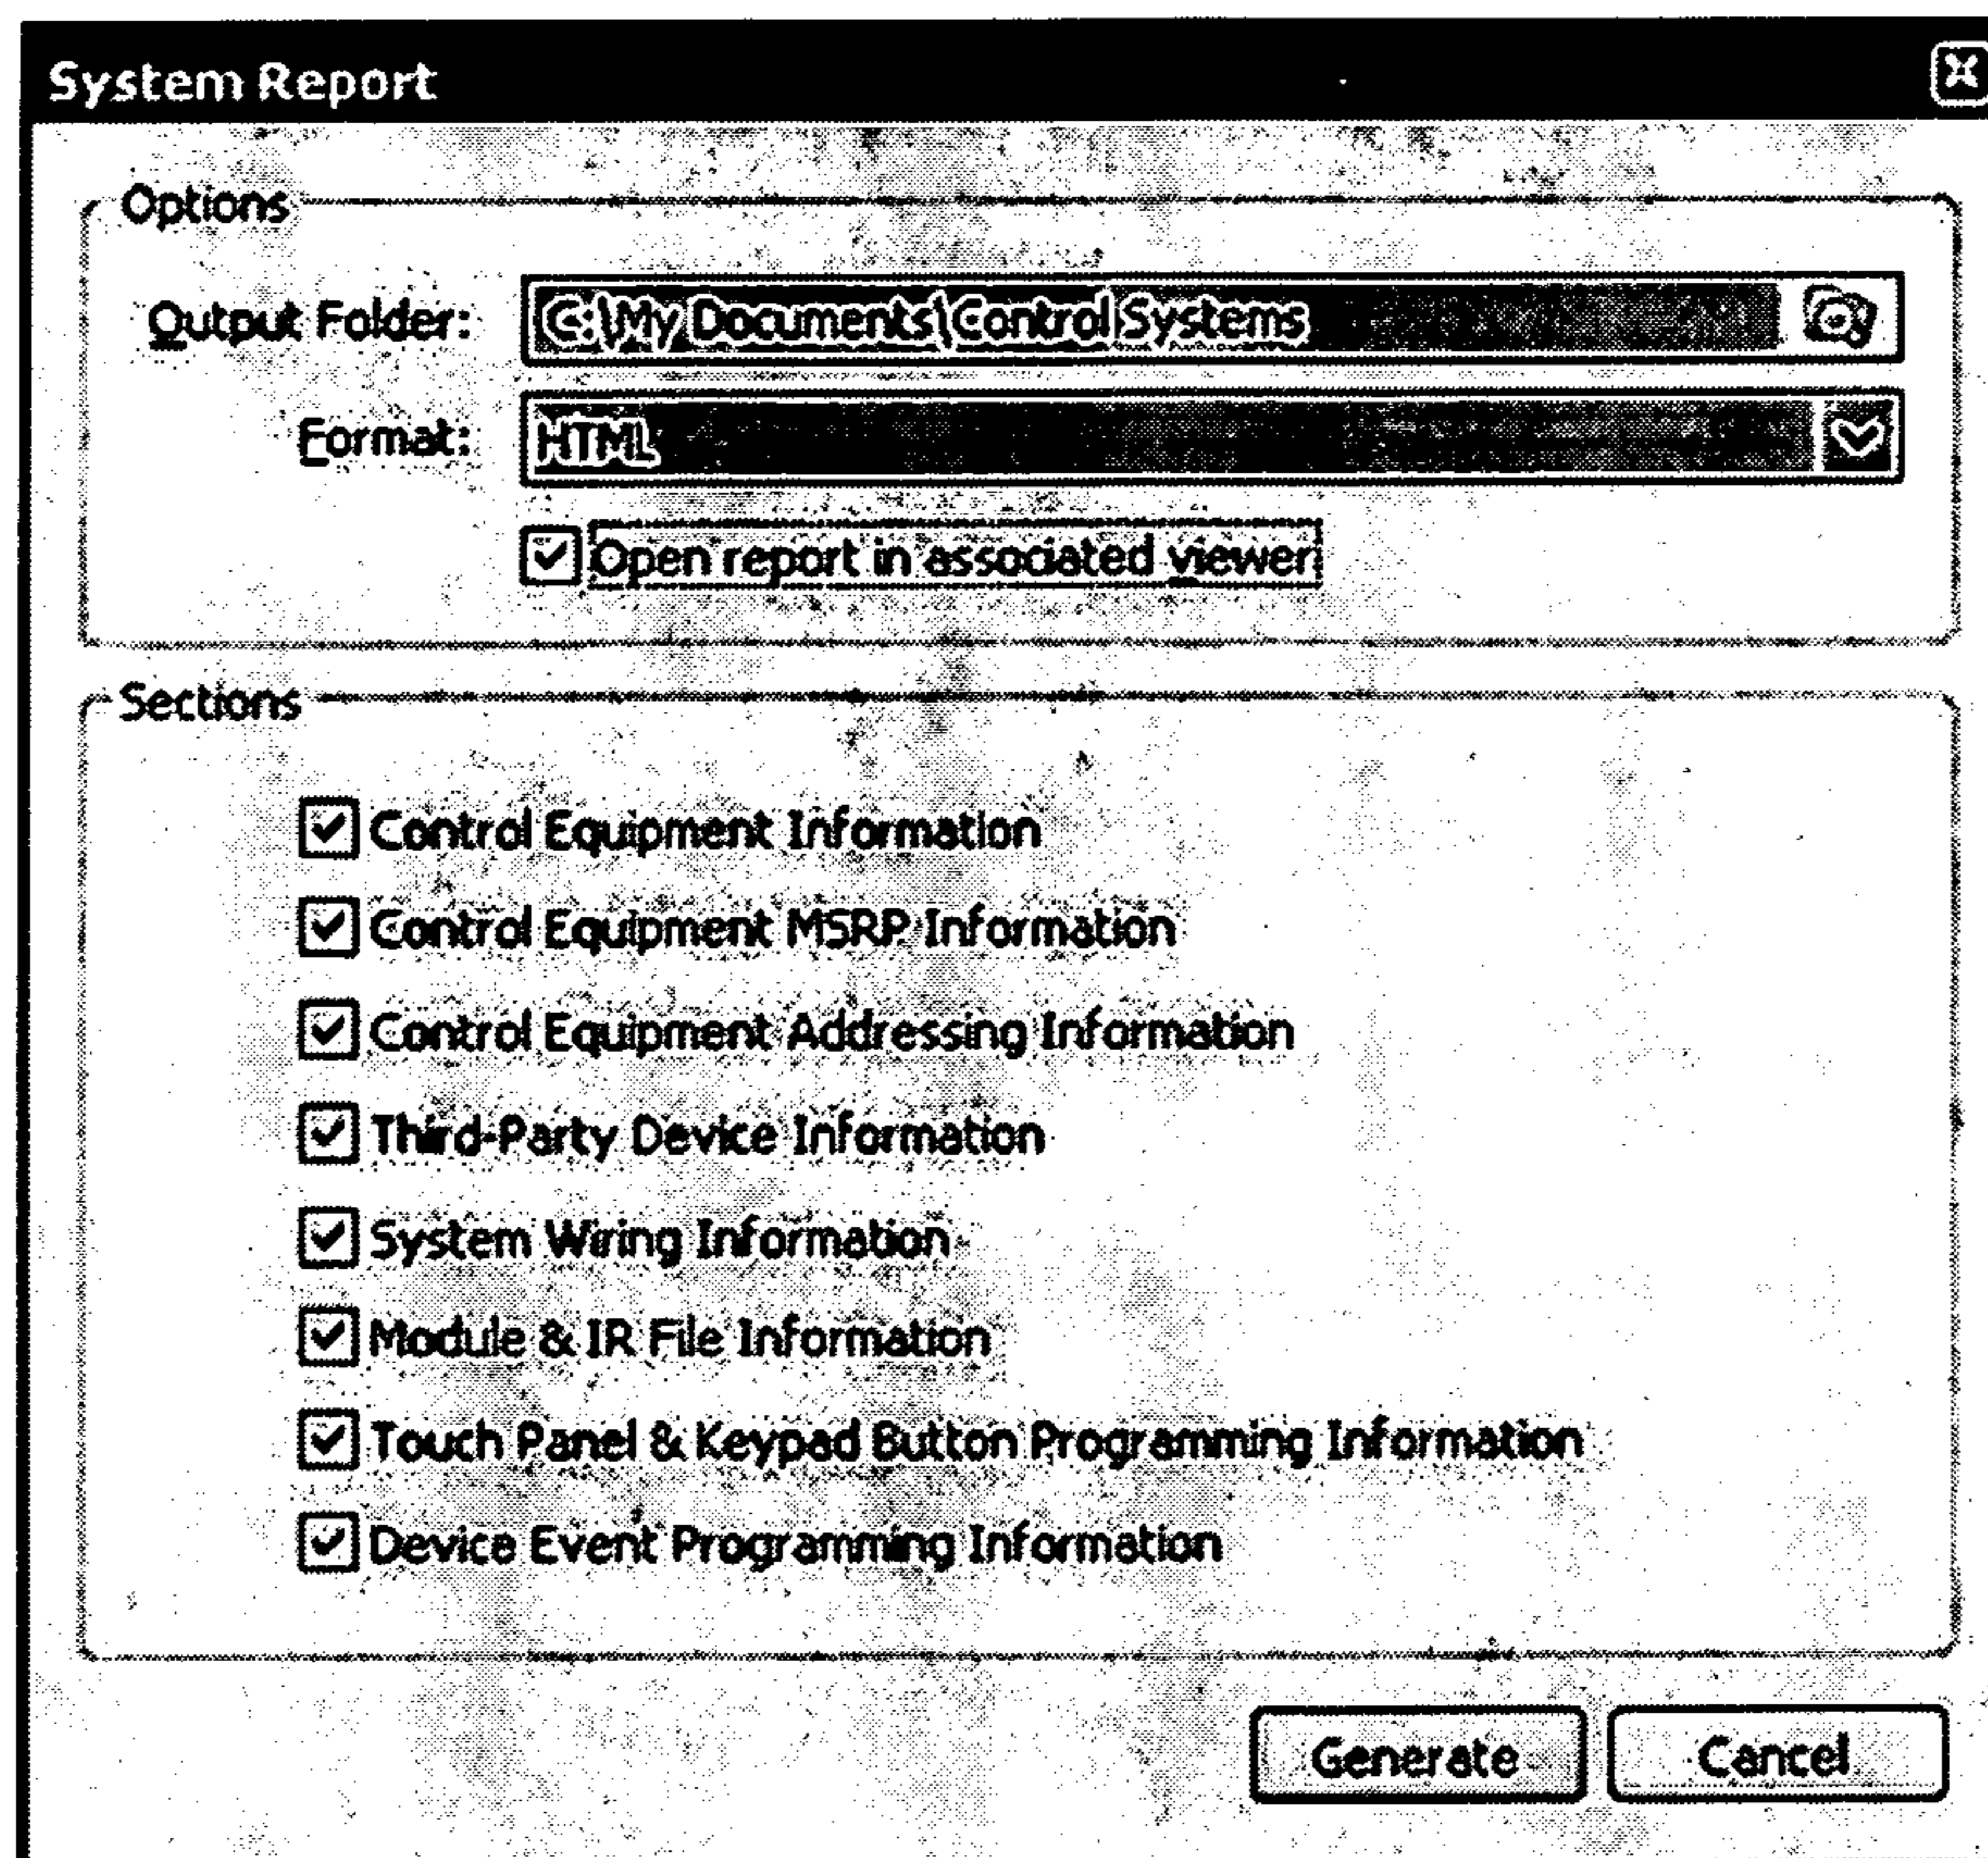 System Report
Options
Output Folder: C:\My Documents\Control Systems
Format: HTML
Open report in associated viewer
Sections
Control Equipment Information
Control Equipment MSRP Information
Control Equipment Addressing Information
Third-Party Device Information
System Wiring Information
Module & IR File Information
Touch Panel & Keypad Button Programming Information
Device Event Programming Information
Generate Cancel